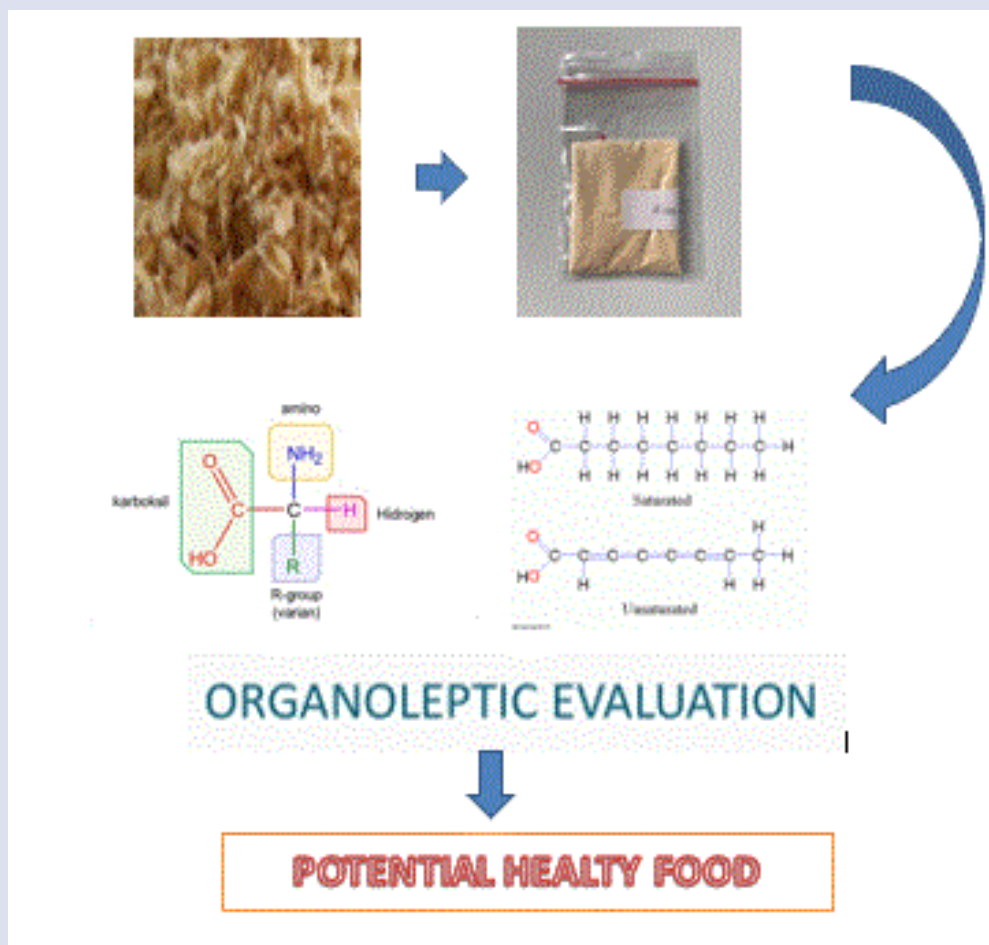 amino
NH₂
karboksil
O
C
H
Hidrogen
HO
R
R-group
(varian)
H H H H H H H
O
C C C C C C C C H
HO
H H H H H H H
Saturated
H
O
C C C C C C C H
HO
H H H
Unsaturated
ORGANOLEPTIC EVALUATION
POTENTIAL HEALTY FOOD